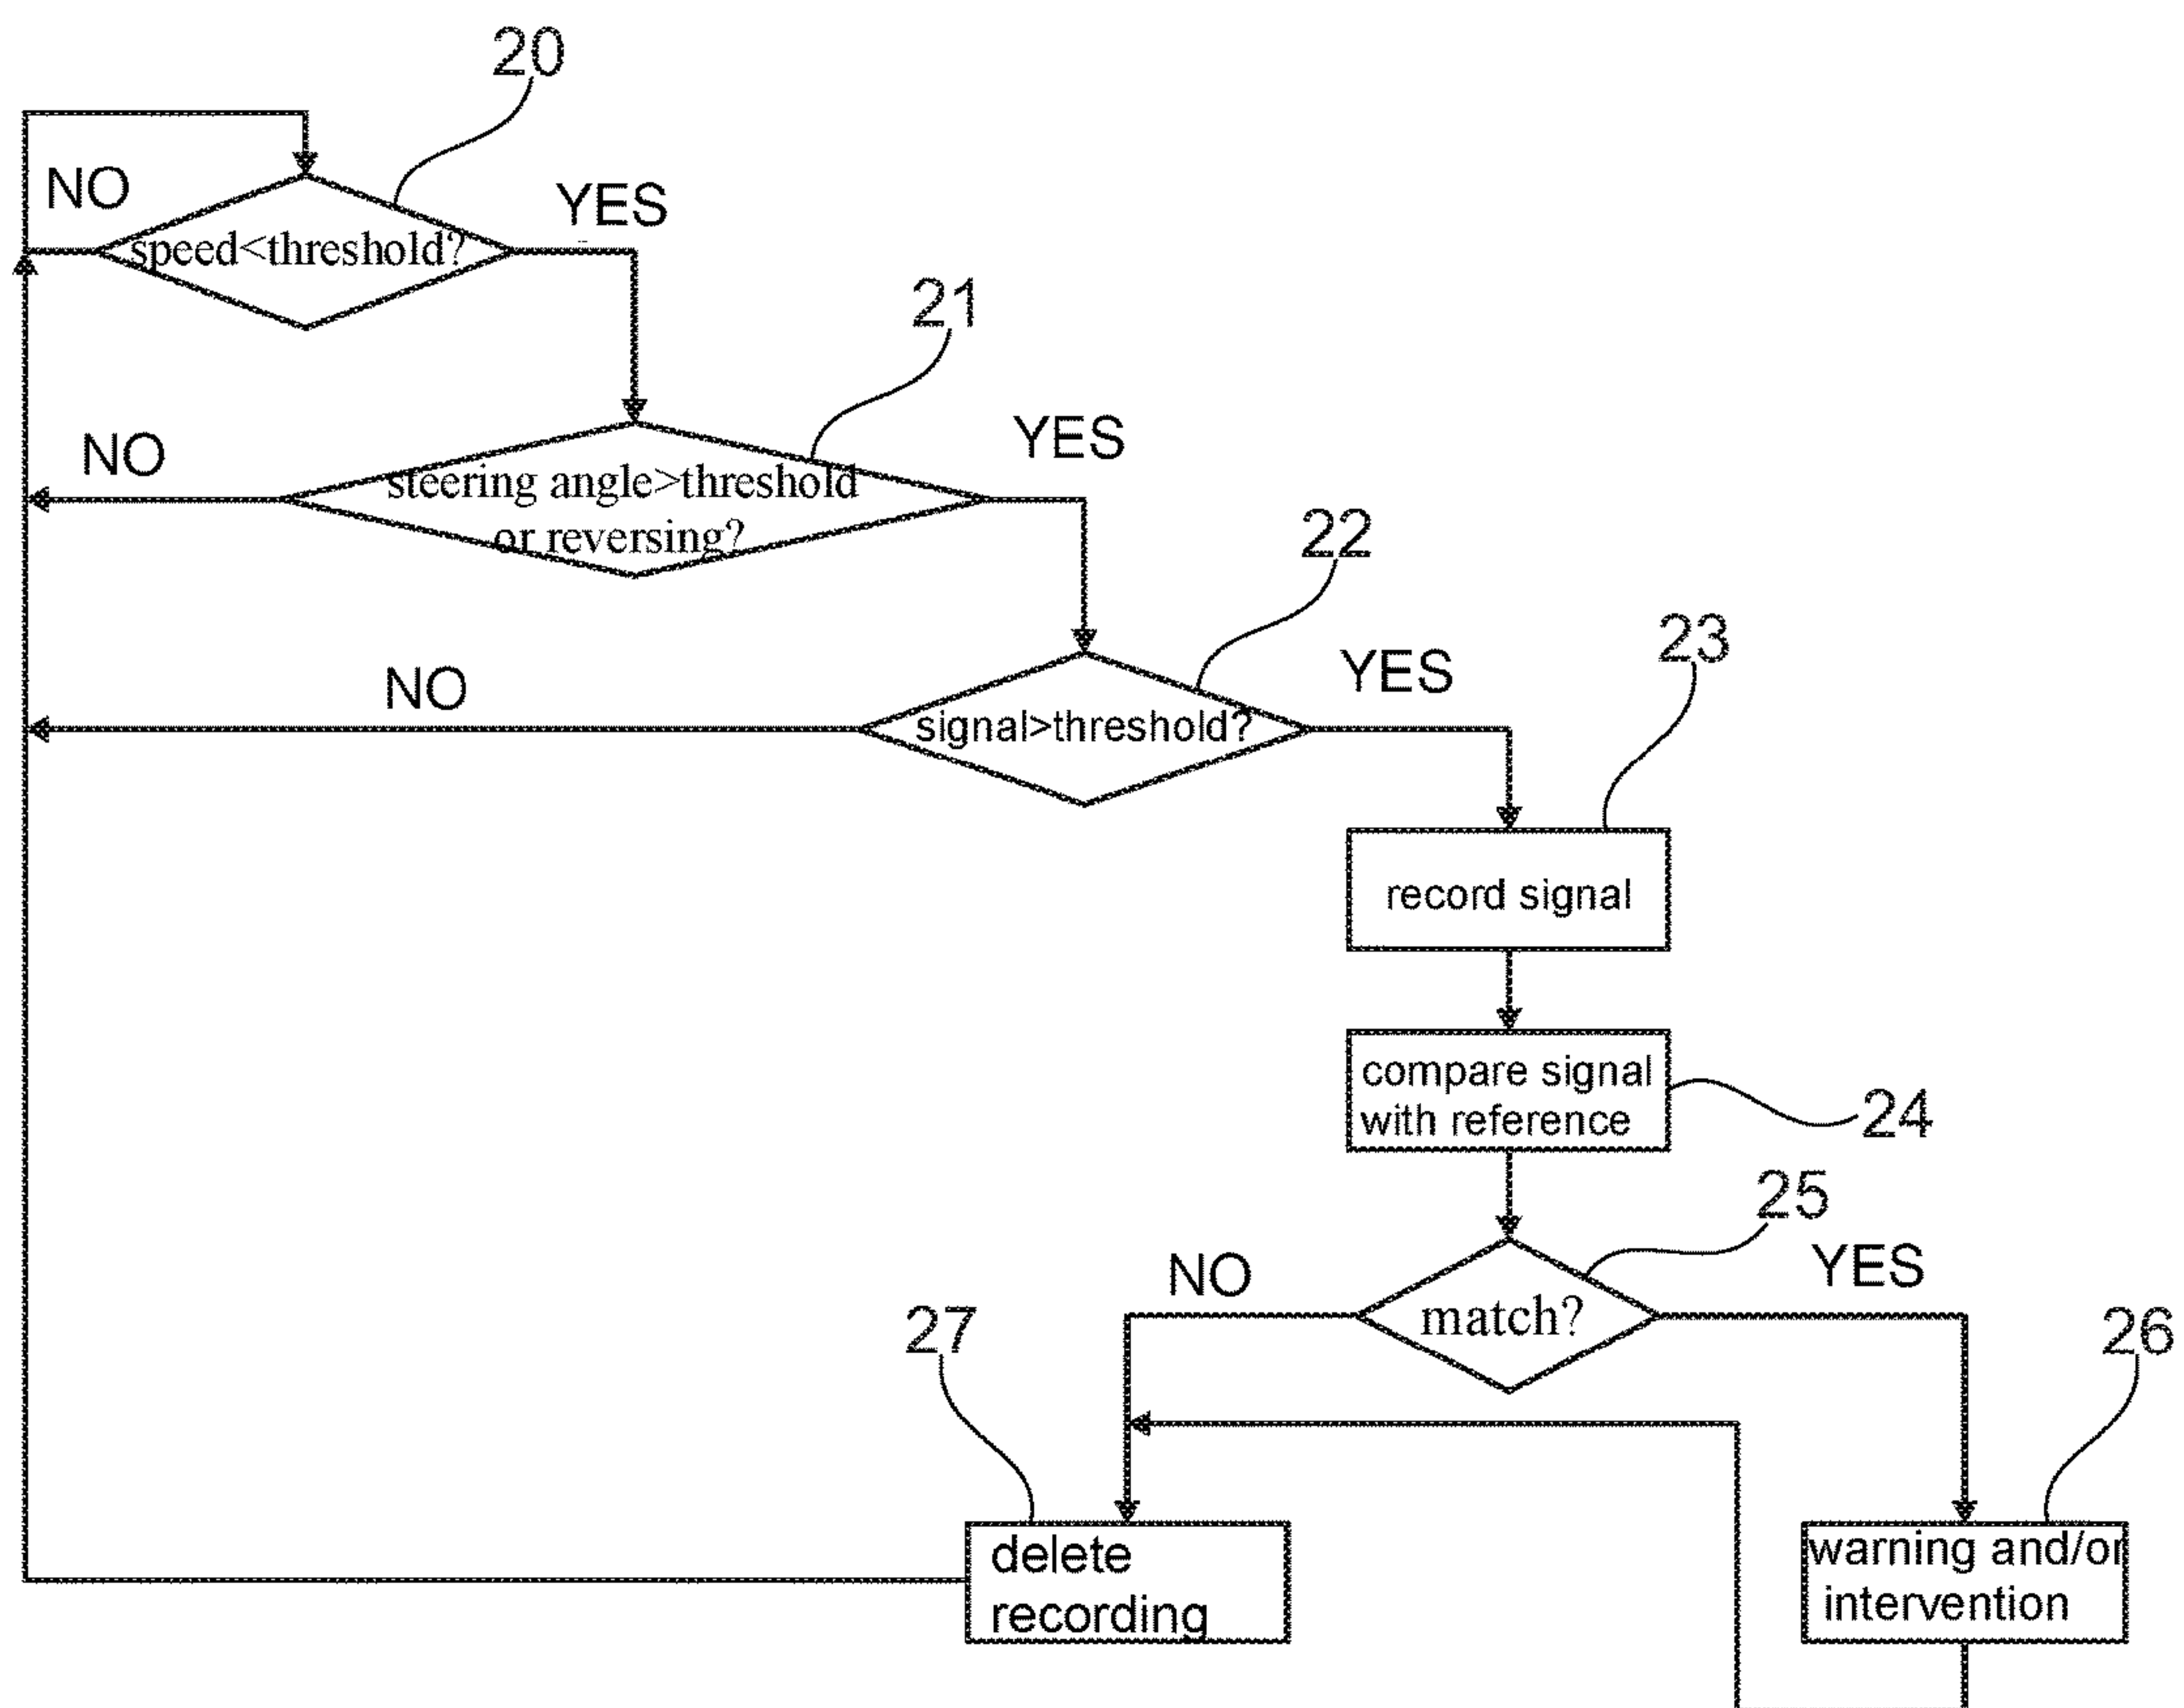 20
NO
YES
speed<threshold?
21
NO
YES
steering angle>threshold
or reversing?
22
NO
YES
signal>threshold?
23
record signal
compare signal
with reference
24
25
NO
YES
match?
27
26
delete
recording
warning and/or
intervention